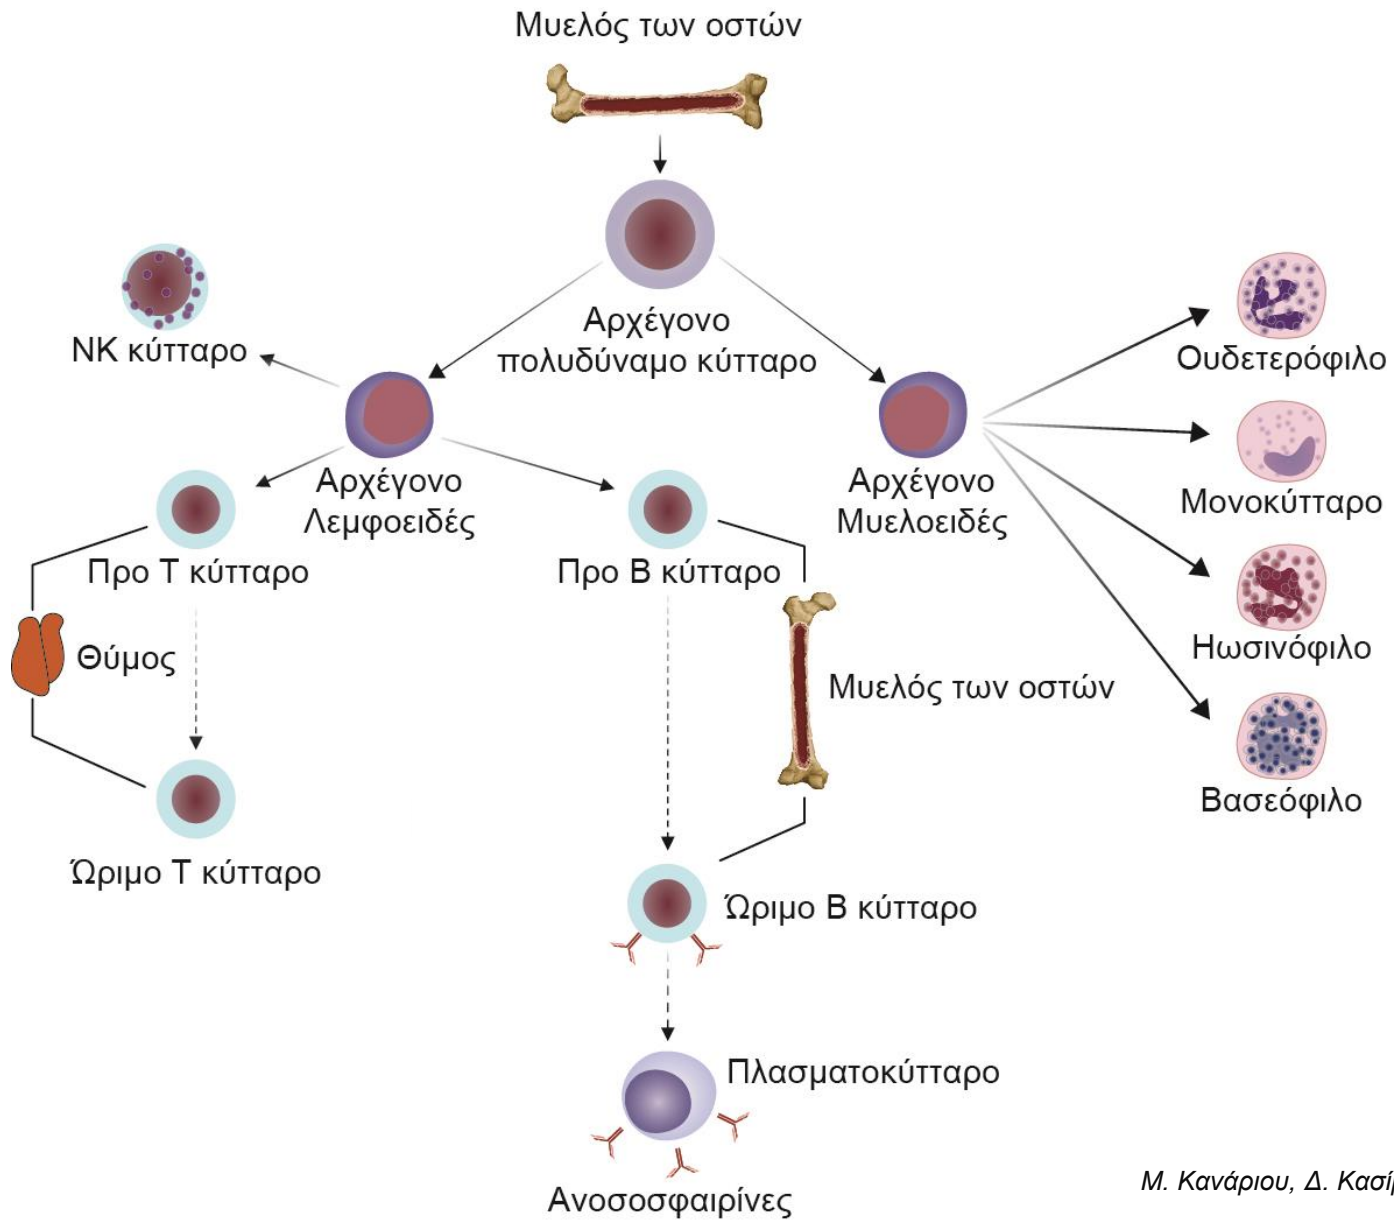 Μυελός των οστών
Αρχέγονο
πολυδύναμο κύτταρο
ΝΚ κύτταρο
Ουδετερόφιλο
Αρχέγονο
Λεμφοειδές
Αρχέγονο
Μυελοειδές
Μονοκύτταρο
Προ Τ κύτταρο
Προ Β κύτταρο
Θύμος
Μυελός των οστών
Ηωσινόφιλο
Βασεόφιλο
Ώριμο Τ κύτταρο
Ώριμο Β κύτταρο
Πλασματοκύτταρο
Ανοσοσφαιρίνες
Μ. Κανάριου, Δ.